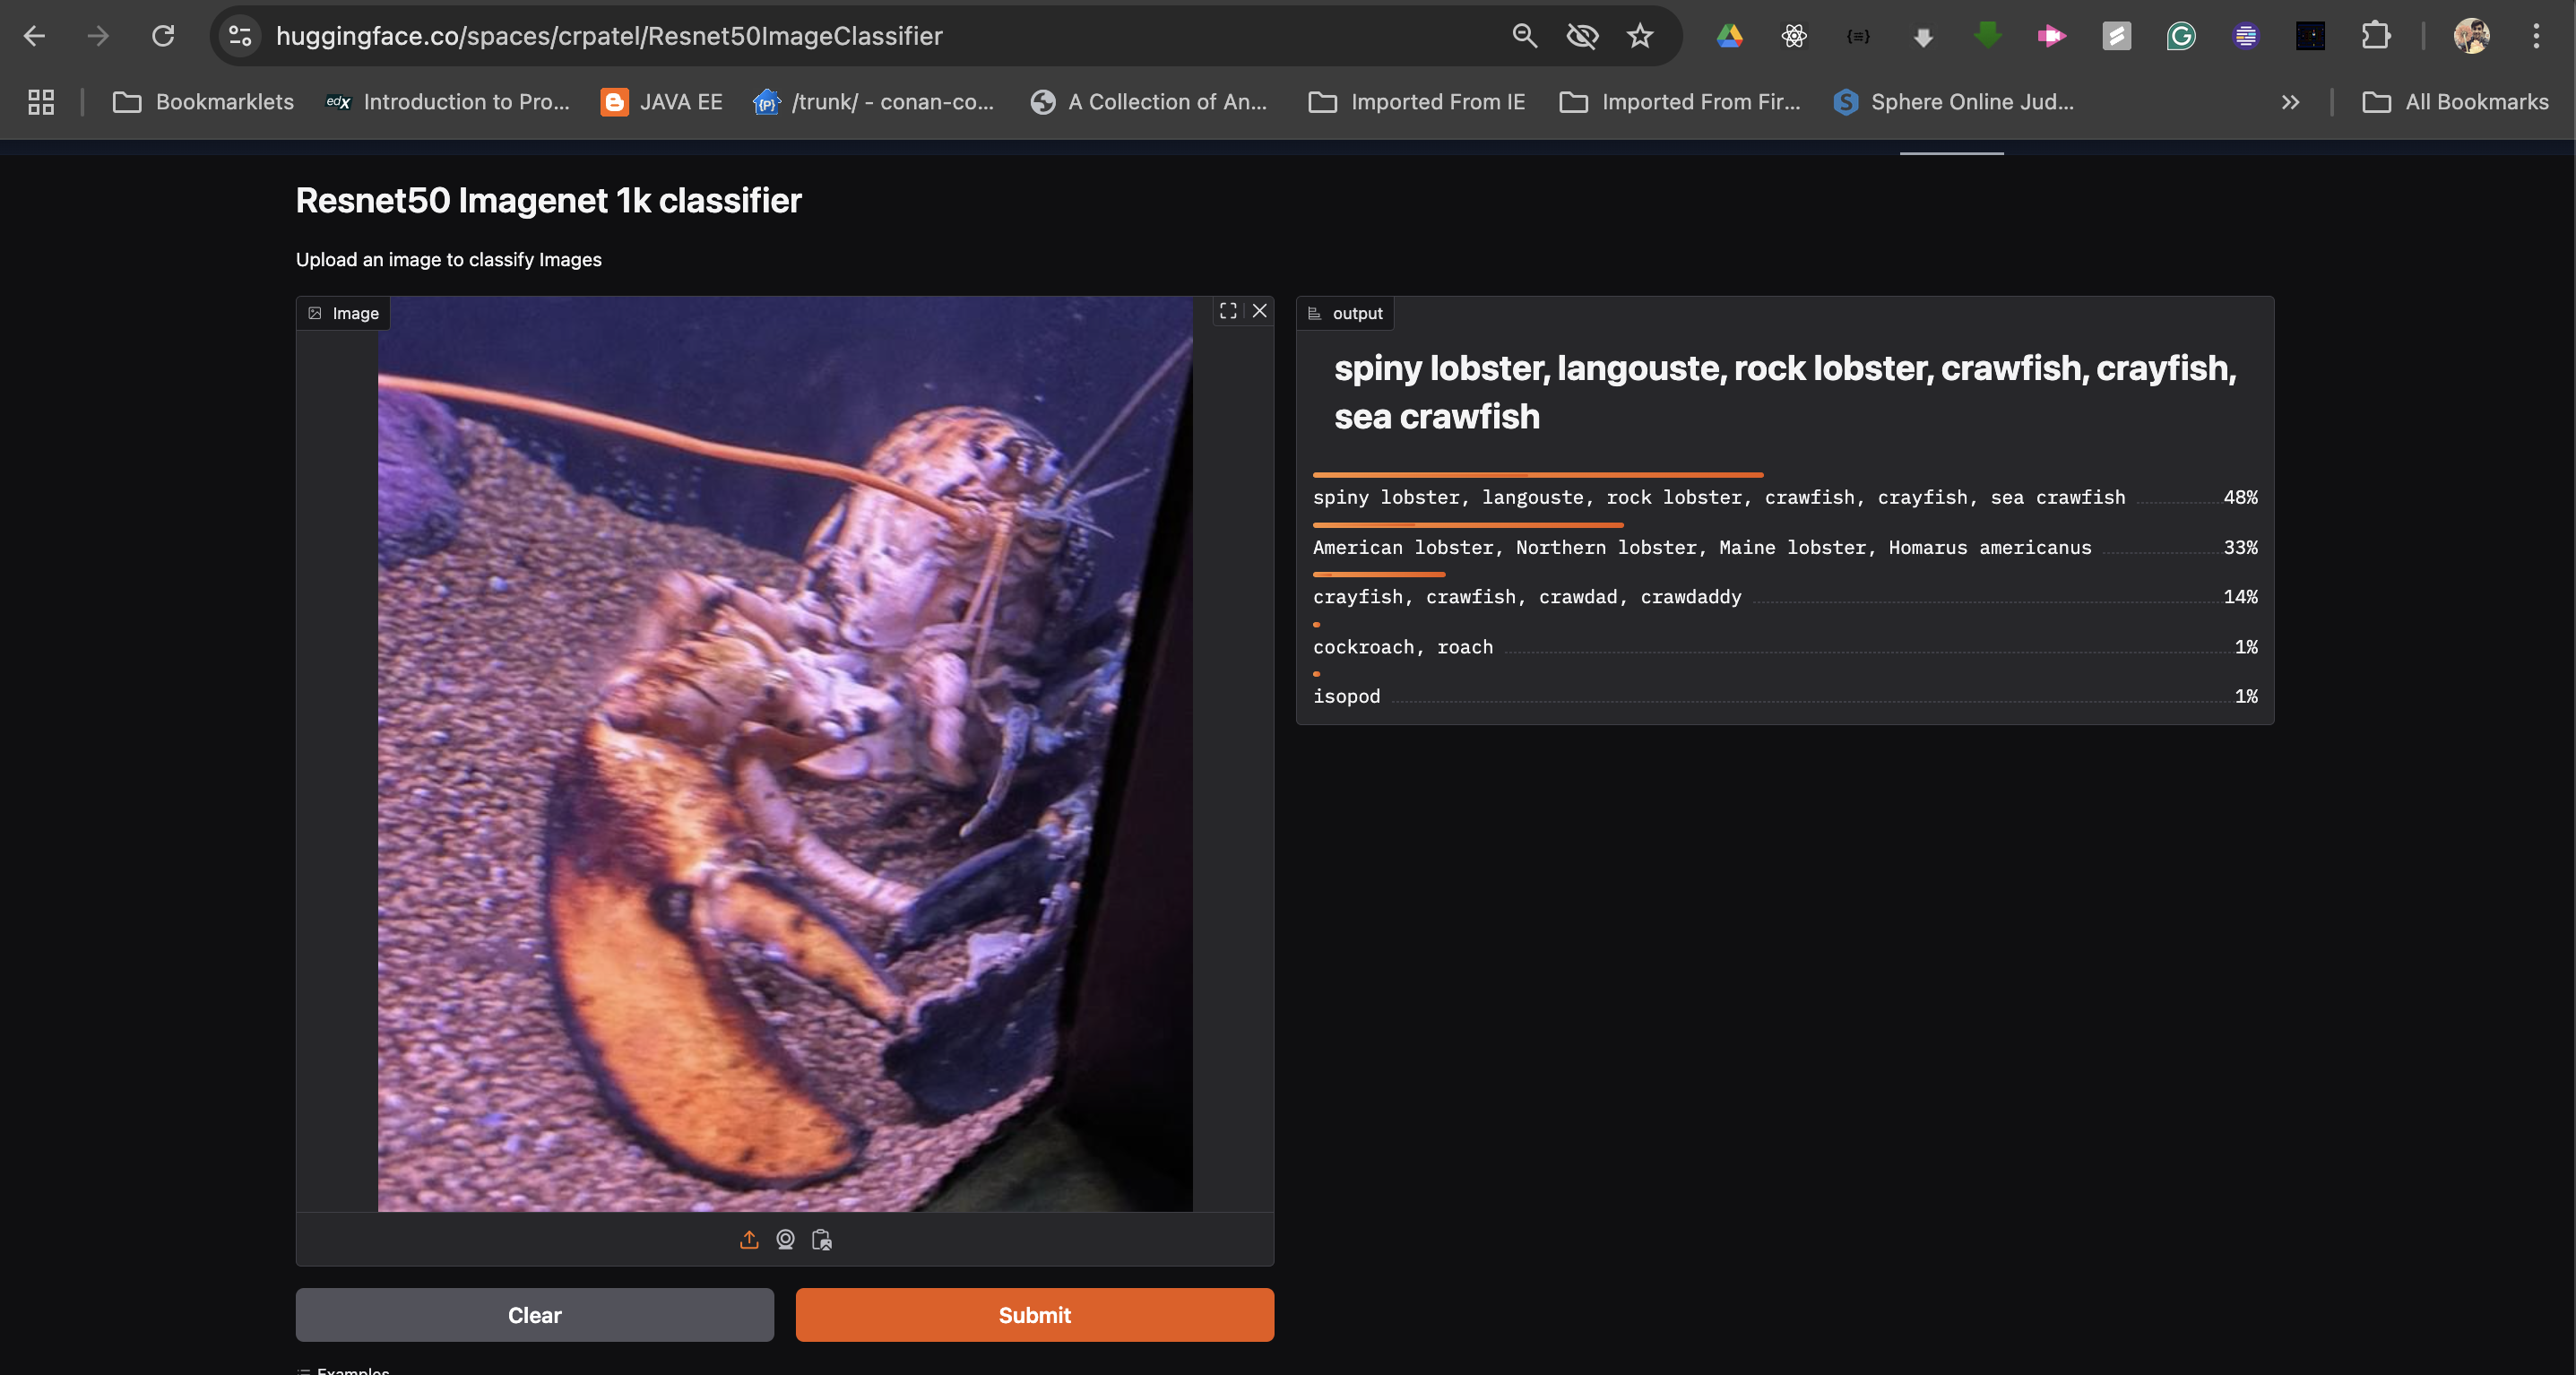 huggingface.co/spaces/crpatel/Resnet50ImageClassifier
Bookmarklets
edX Introduction to Pro...
JAVA EE
{P} /trunk/ - conan-co...
A Collection of An...
Imported From IE
Imported From Fir...
S Sphere Online Jud...
All Bookmarks
Resnet50 Imagenet 1k classifier
Upload an image to classify Images
Image
output
spiny lobster, langouste, rock lobster, crawfish, crayfish,
sea crawfish
spiny lobster, langouste, rock lobster, crawfish, crayfish, sea crawfish 48%
American lobster, Northern lobster, Maine lobster, Homarus americanus 33%
crayfish, crawfish, crawdad, crawdaddy 14%
cockroach, roach 1%
isopod 1%
Clear
Submit
Examples